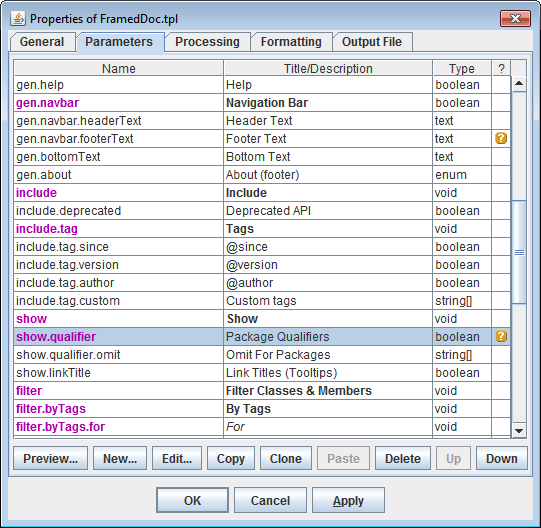 Properties of FramedDoc.tpl
General Parameters Processing Formatting Output File
Name Title/Description Type ?
gen.help Help boolean
gen.navbar Navigation Bar boolean
gen.navbar.headerText Header Text text
gen.navbar.footerText Footer Text text ?
gen.bottomText Bottom Text text
gen.about About (footer) enum
include Include void
include.deprecated Deprecated API boolean
include.tag Tags void
include.tag.since @since boolean
include.tag.version @version boolean
include.tag.author @author boolean
include.tag.custom Custom tags string[]
show Show void
show.qualifier Package Qualifiers boolean ?
show.qualifier.omit Omit For Packages string[]
show.linkTitle Link Titles (Tooltips) boolean
filter Filter Classes & Members void
filter.byTags By Tags void
filter.byTags.for For void
Preview... New... Edit... Copy Clone Paste Delete Up Down
OK Cancel Apply